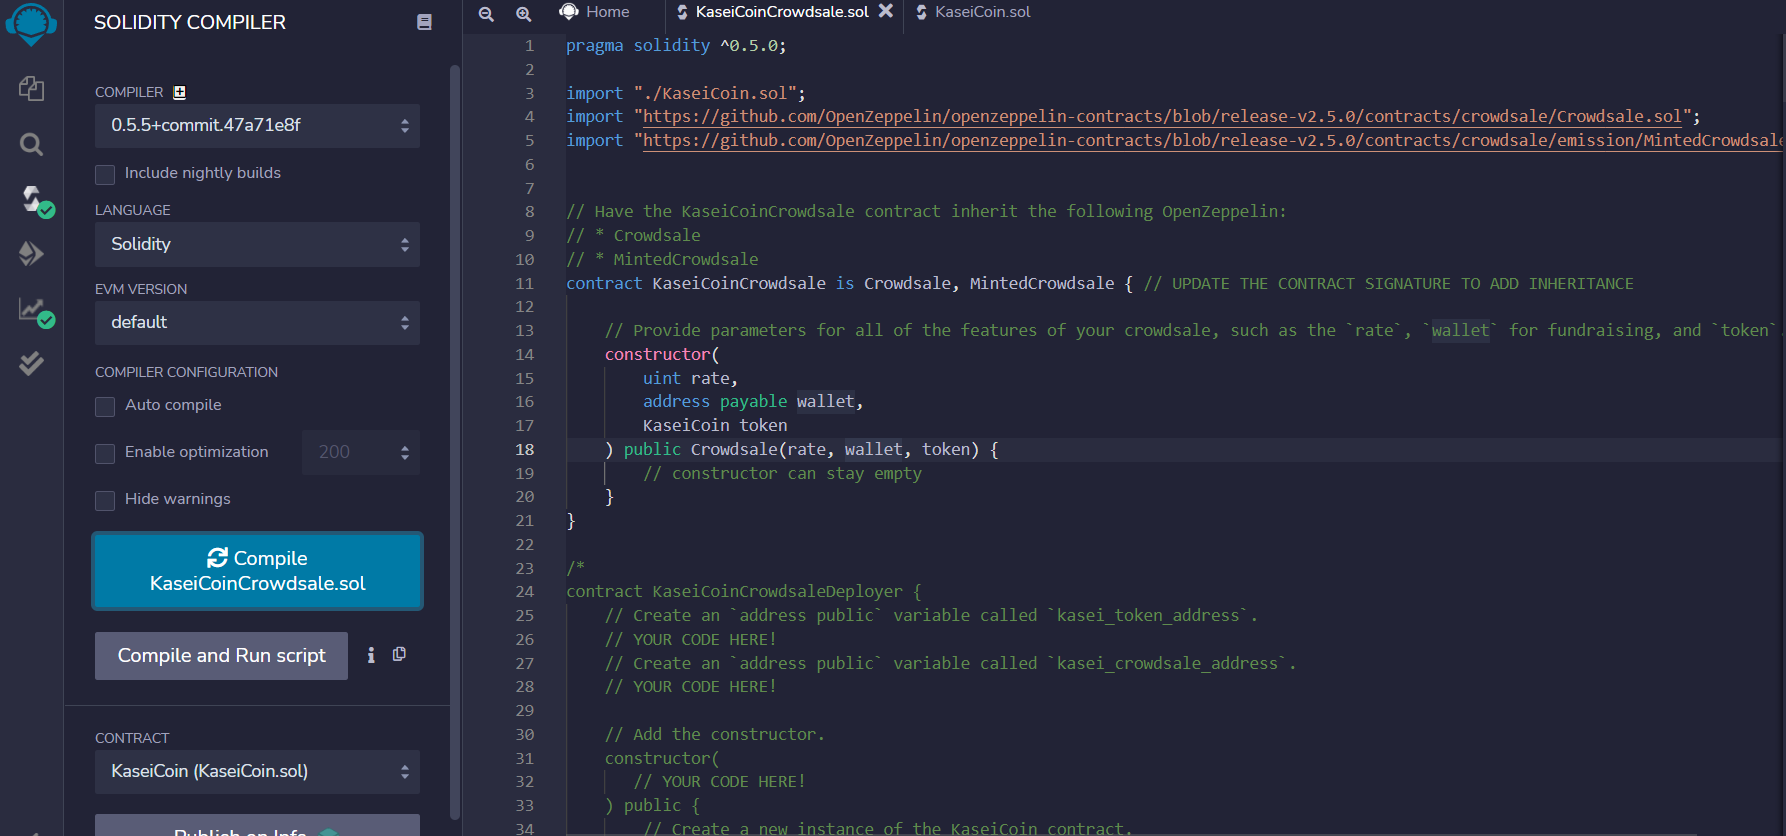 SOLIDITY COMPILER
COMPILER
0.5.5+commit.47a71e8f
Include nightly builds
LANGUAGE
Solidity
EVM VERSION
default
COMPILER CONFIGURATION
Auto compile
Enable optimization
200
Hide warnings
Compile
KaseiCoinCrowdsale.sol
Compile and Run script
CONTRACT
KaseiCoin (KaseiCoin.sol)
Home KaseiCoinCrowdsale.sol KaseiCoin.sol
1 pragma solidity ^0.5.0;
2
3 import "./KaseiCoin.sol";
4 import "https://github.com/OpenZeppelin/openzeppelin-contracts/blob/release-v2.5.0/contracts/crowdsale/Crowdsale.sol";
5 import "https://github.com/OpenZeppelin/openzeppelin-contracts/blob/release-v2.5.0/contracts/crowdsale/emission/MintedCrowdsale
6
7
8 // Have the KaseiCoinCrowdsale contract inherit the following OpenZeppelin:
9 // * Crowdsale
10 // * MintedCrowdsale
11 contract KaseiCoinCrowdsale is Crowdsale, MintedCrowdsale { // UPDATE THE CONTRACT SIGNATURE TO ADD INHERITANCE
12
13 // Provide parameters for all of the features of your crowdsale, such as the `rate`, `wallet` for fundraising, and `token`
14 constructor(
15 uint rate,
16 address payable wallet,
17 KaseiCoin token
18 ) public Crowdsale(rate, wallet, token) {
19 // constructor can stay empty
20 }
21 }
22
23 /*
24 contract KaseiCoinCrowdsaleDeployer {
25 // Create an `address public` variable called `kasei_token_address`.
26 // YOUR CODE HERE!
27 // Create an `address public` variable called `kasei_crowdsale_address`.
28 // YOUR CODE HERE!
29
30 // Add the constructor.
31 constructor(
32 // YOUR CODE HERE!
33 ) public {
34 // Create a new instance of the KaseiCoin contract.